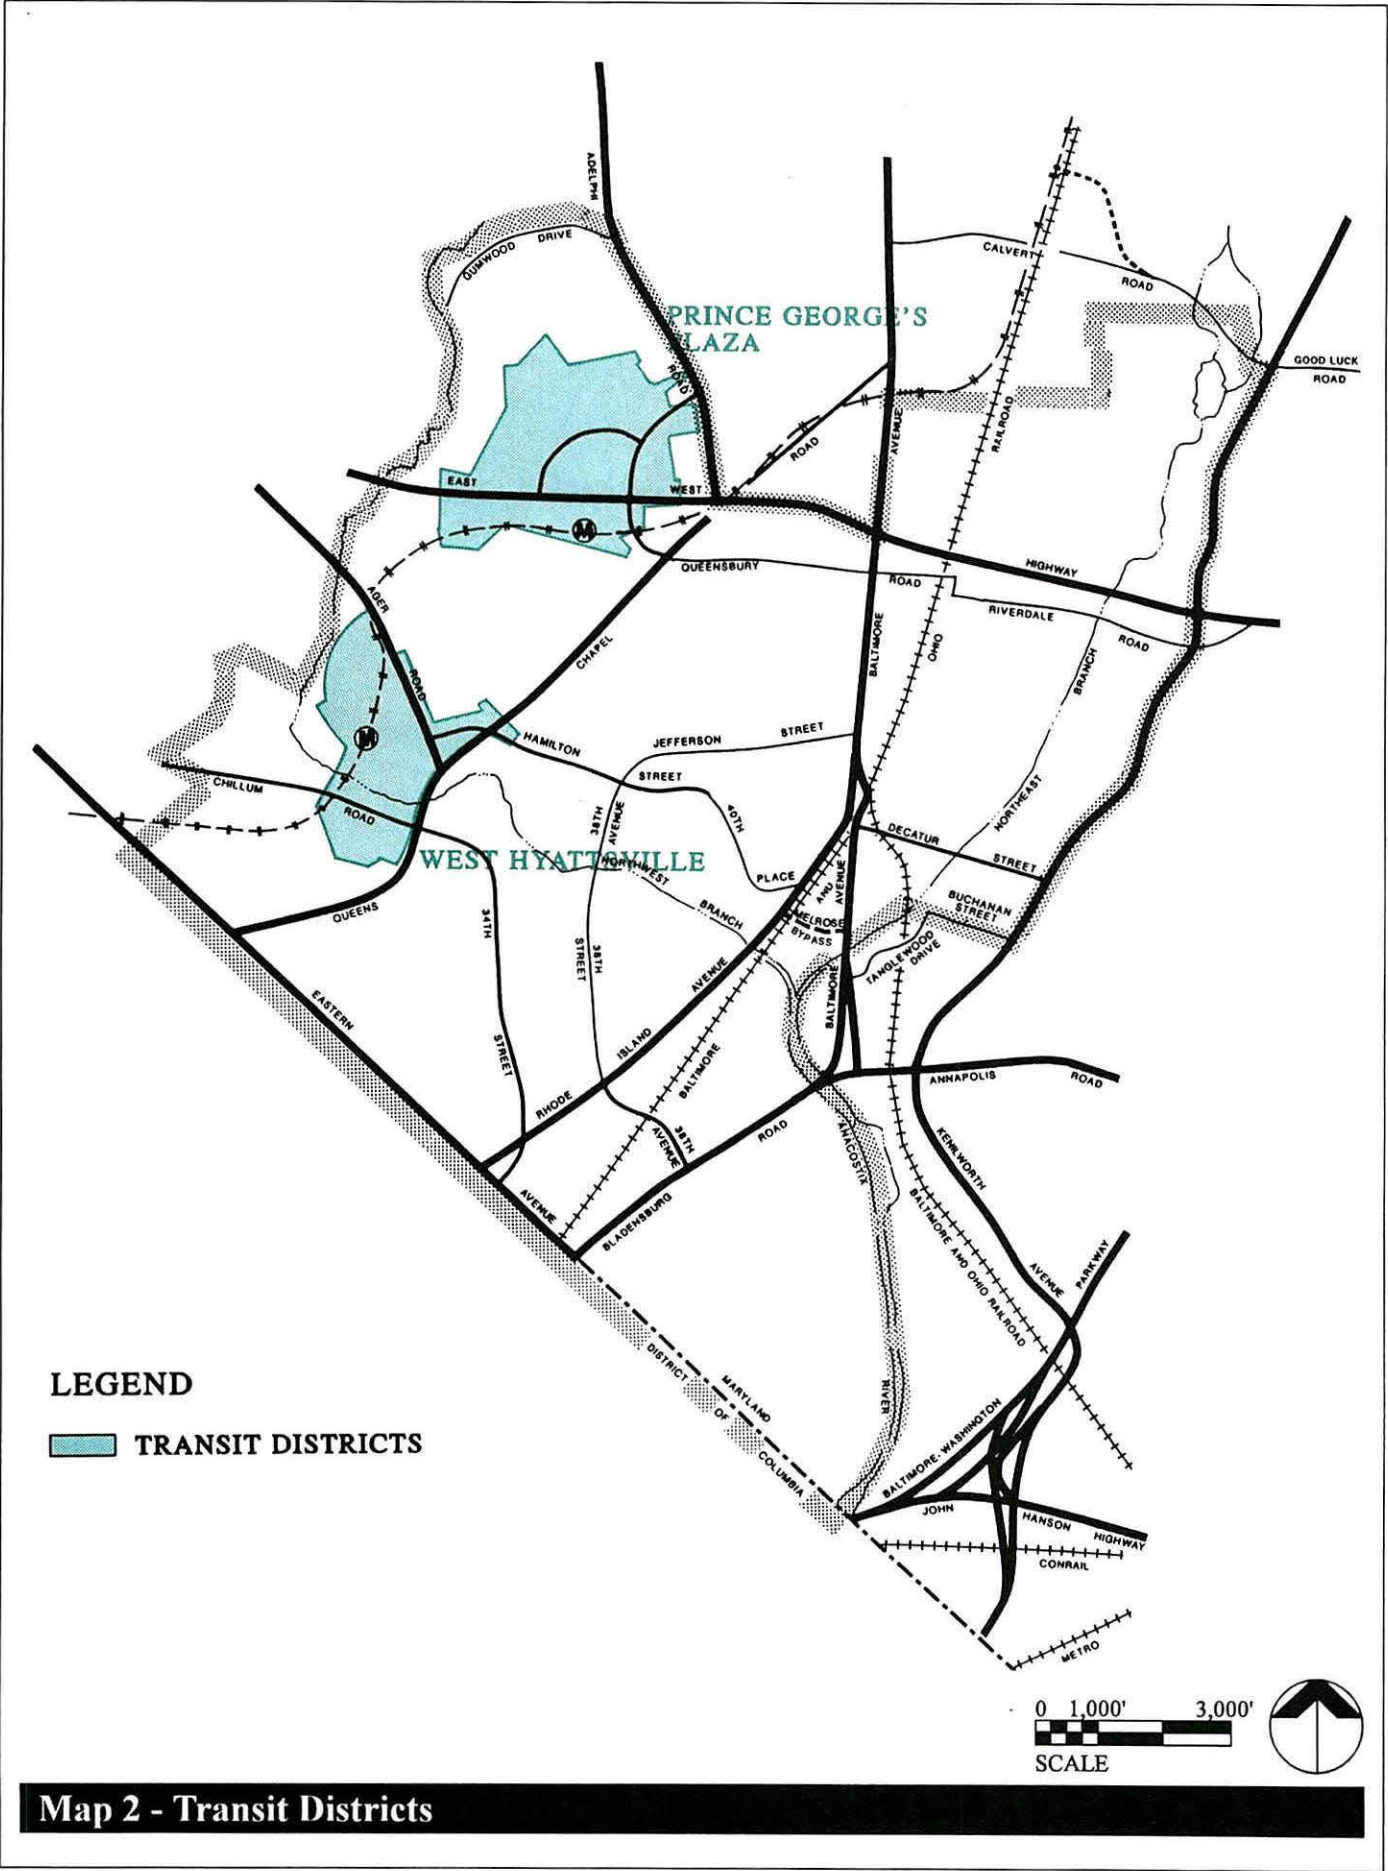 ADELPHI
GUMWOOD DRIVE
CALVERT
ROAD
PRINCE GEORGE'S
PLAZA
GOOD LUCK
ROAD
ROAD
ROAD
AVENUE
RAILROAD
EAST
WEST
M
HIGHWAY
QUEENSBURY
ROAD
RIVERDALE
ROAD
AGER
ROAD
CHAPEL
BALTIMORE
OHIO
BRANCH
M
HAMILTON
STREET
JEFFERSON
STREET
CHILLUM
ROAD
38TH
AVENUE
40TH
PLACE
NORTHEAST
DECATUR
STREET
WEST HYATTSVILLE
NORTHWEST
BRANCH
AND
AVENUE
BUCHANAN
STREET
MELROSE
BYPASS
QUEENS
34TH
STREET
38TH
STREET
TANGLEWOOD
DRIVE
BALTIMORE
EASTERN
AVENUE
RHODE
ISLAND
AVENUE
BALTIMORE
ANNAPOLIS
ROAD
38TH
AVENUE
BLADENSBURG
ROAD
ANACOSTIA
RIVER
KENILWORTH
AVENUE
BALTIMORE AND OHIO RAILROAD
PARKWAY
DISTRICT
OF
COLUMBIA
MARYLAND
BALTIMORE-WASHINGTON
JOHN
HANSON
HIGHWAY
CONRAIL
METRO
LEGEND
TRANSIT DISTRICTS
0 1,000' 3,000'
SCALE
Map 2 - Transit Districts